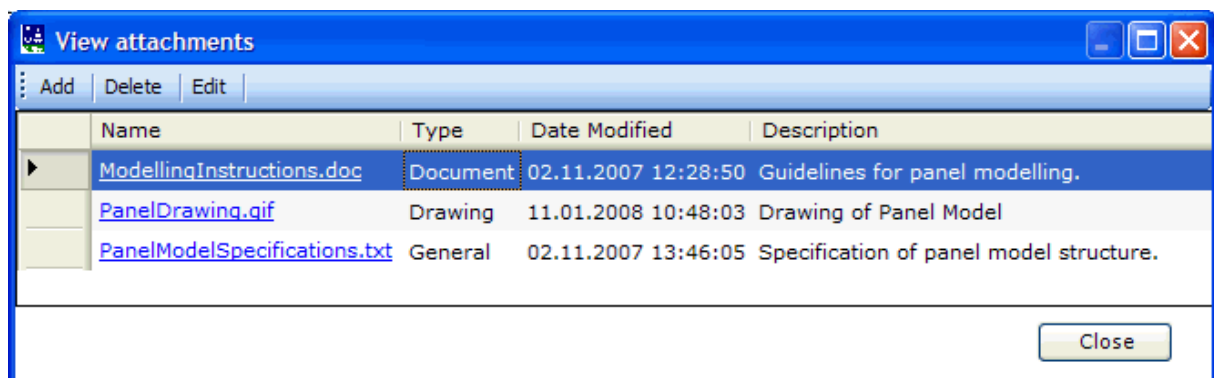 View attachments
Add Delete Edit
Name Type Date Modified Description
ModellingInstructions.doc Document 02.11.2007 12:28:50 Guidelines for panel modelling.
PanelDrawing.gif Drawing 11.01.2008 10:48:03 Drawing of Panel Model
PanelModelSpecifications.txt General 02.11.2007 13:46:05 Specification of panel model structure.
Close